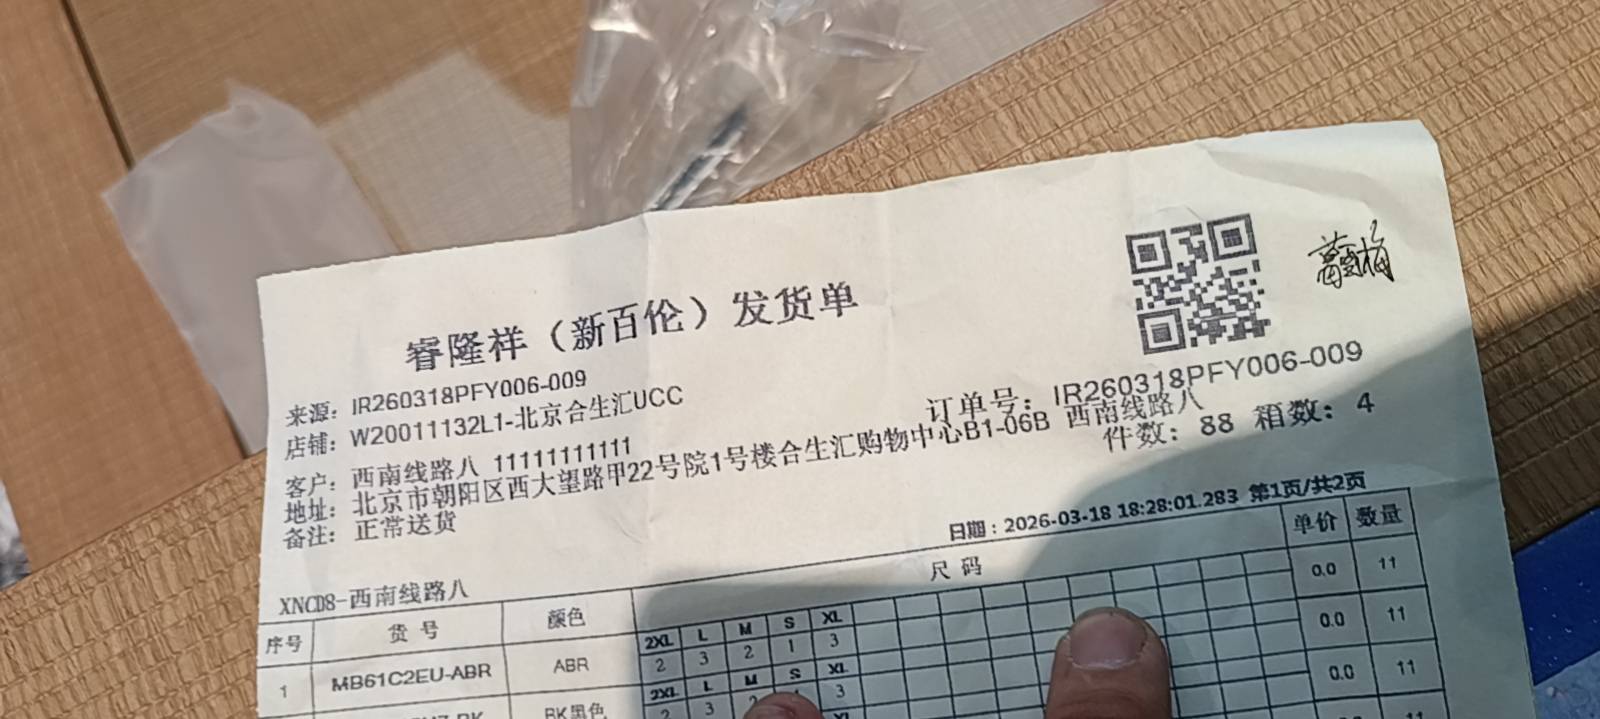 睿隆祥（新百伦）发货单
来源：IR260318PFY006-009
订单号：IR260318PFY006-009
店铺：W20011132L1-北京合生汇UCC
客户：西南线路八 11111111111
西南线路八
件数：88 箱数：4
地址：北京市朝阳区西大望路甲22号院1号楼合生汇购物中心B1-06B
备注：正常送货
日期：2026-03-18 18:28:01.283 第1页/共2页
XNCD8-西南线路八
序号 货号 颜色 尺码 单价 数量
2XL L M S XL
1 MB61C2EU-ABR ABR 2 3 2 1 3 0.0 11
2XL L M S XL
BK黑色 2 3 3 0.0 11
XL
0.0 11
11